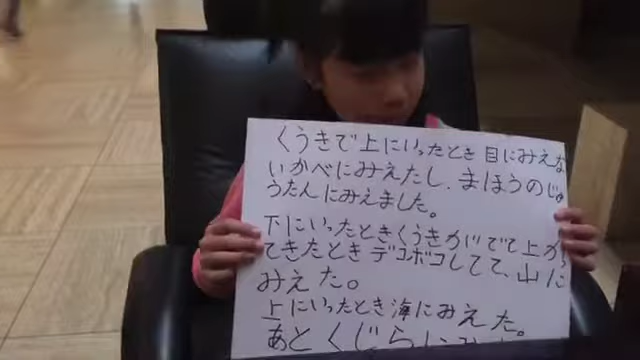 くうきで上にいったとき目にみえな
いかべにみえたし、まほうのじゅ
うたんにみえました。
下にいったときくうきがでて上が
てきたときデコボコしてて、山に
みえた。
上にいったとき海にみえた。
あとくじらにみ